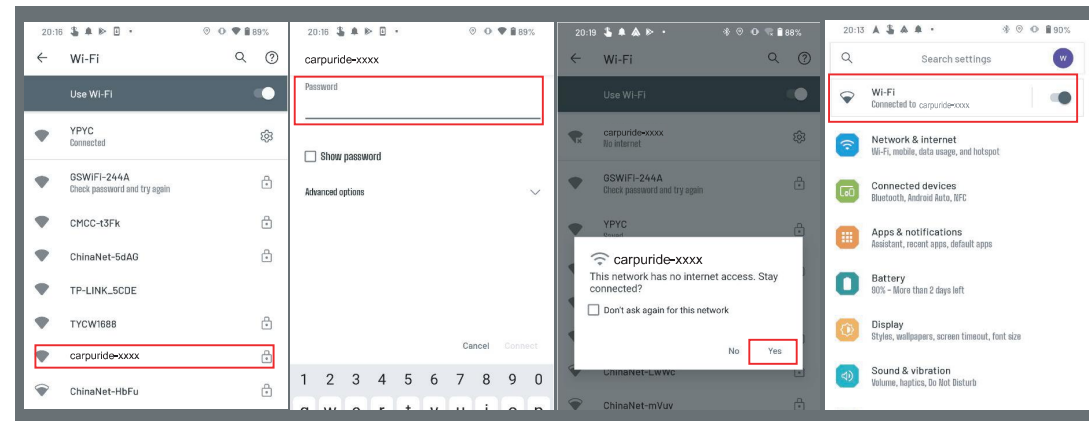 20:16
89%
Wi-Fi
Use Wi-Fi
YPYC
Connected
GSWiFi-244A
Check password and try again
CMCC-t3Fk
ChinaNet-5dAG
TP-LINK_5CDE
TYCW1688
carpuride-xxxx
ChinaNet-HbFu
20:16
89%
carpuride-xxxx
Password
Show password
Advanced options
Cancel Connect
1 2 3 4 5 6 7 8 9 0
q w e r t y u i o p
20:19
88%
Wi-Fi
Use Wi-Fi
carpuride-xxxx
No internet
GSWiFi-244A
Check password and try again
YPYC
Saved
carpuride-xxxx
This network has no internet access. Stay
connected?
Don't ask again for this network
No Yes
ChinaNet-LwWc
ChinaNet-mVuv
20:13
90%
Search settings
W
Wi-Fi
Connected to carpuride-xxxx
Network & internet
Wi-Fi, mobile, data usage, and hotspot
Connected devices
Bluetooth, Android Auto, NFC
Apps & notifications
Assistant, recent apps, default apps
Battery
90% - More than 2 days left
Display
Styles, wallpapers, screen timeout, font size
Sound & vibration
Volume, haptics, Do Not Disturb